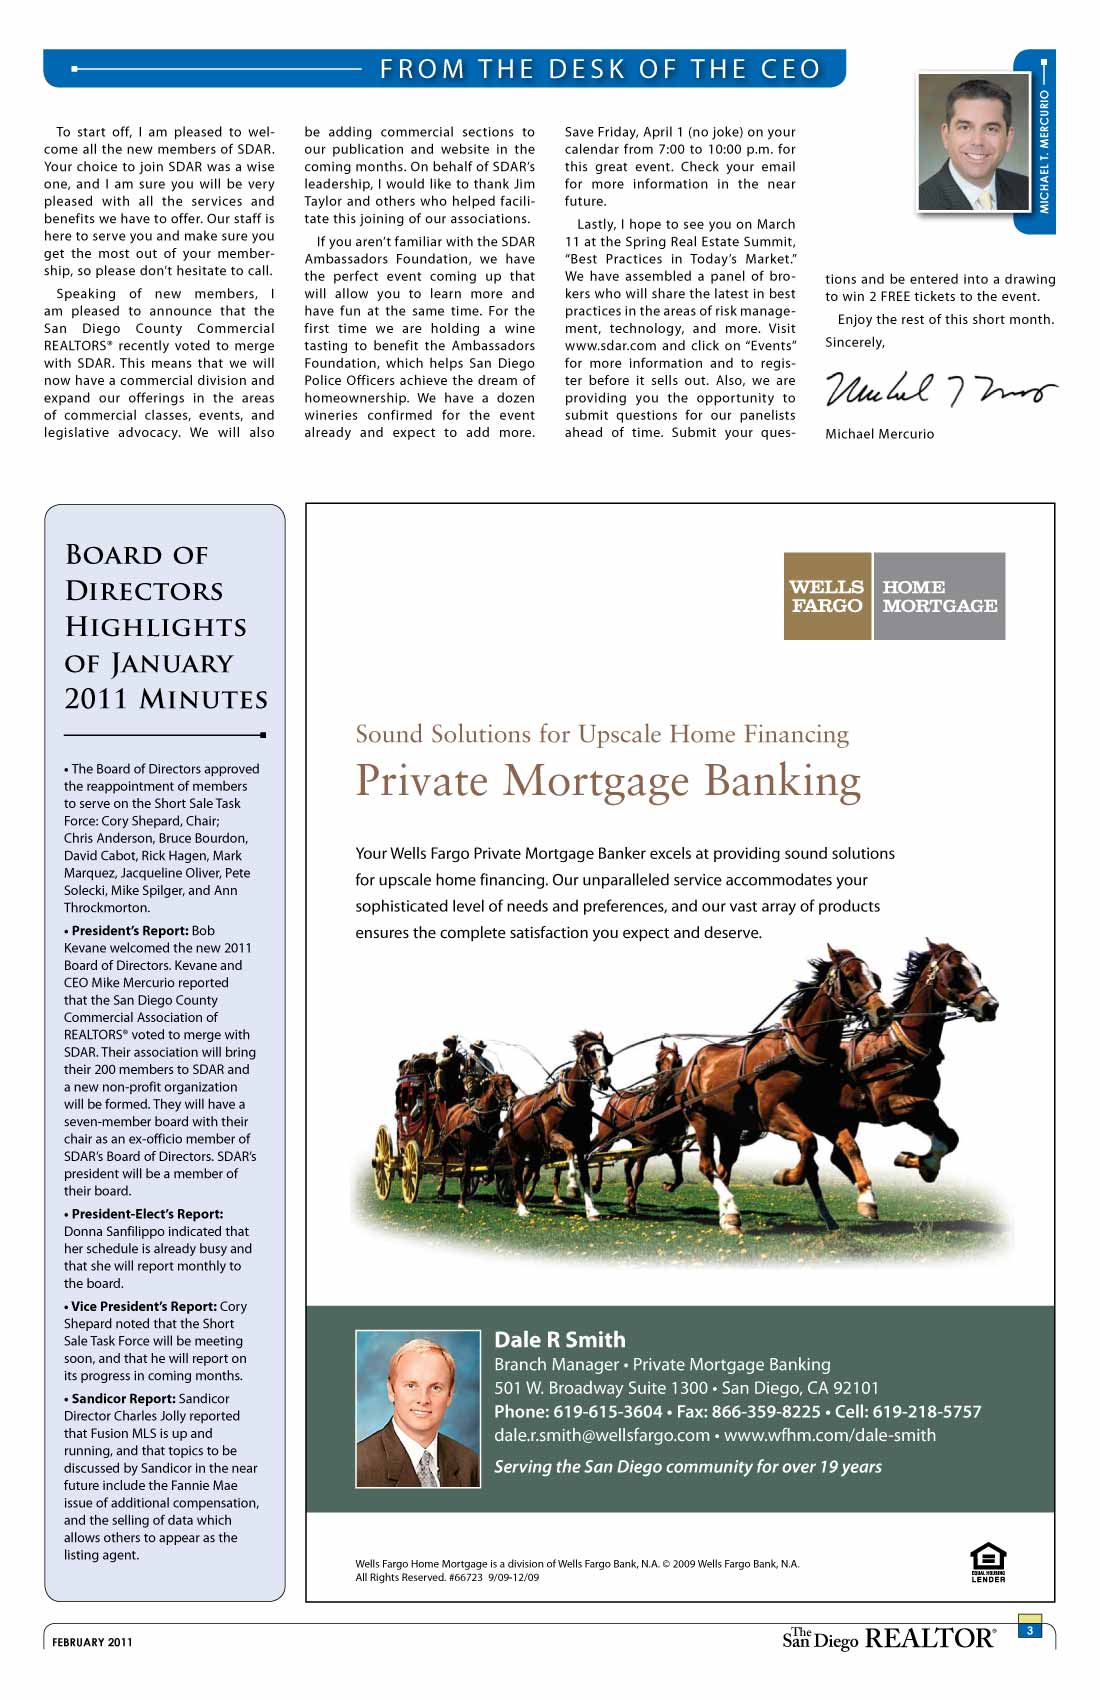 FROM THE DESK OF THE CEO
MICHAEL T. MERCURIO
To start off, I am pleased to wel-
come all the new members of SDAR.
Your choice to join SDAR was a wise
one, and I am sure you will be very
pleased with all the services and
benefits we have to offer. Our staff is
here to serve you and make sure you
get the most out of your member-
ship, so please don’t hesitate to call.
Speaking of new members, I
am pleased to announce that the
San Diego County Commercial
REALTORS® recently voted to merge
with SDAR. This means that we will
now have a commercial division and
expand our offerings in the areas
of commercial classes, events, and
legislative advocacy. We will also
be adding commercial sections to
our publication and website in the
coming months. On behalf of SDAR’s
leadership, I would like to thank Jim
Taylor and others who helped facili-
tate this joining of our associations.
If you aren’t familiar with the SDAR
Ambassadors Foundation, we have
the perfect event coming up that
will allow you to learn more and
have fun at the same time. For the
first time we are holding a wine
tasting to benefit the Ambassadors
Foundation, which helps San Diego
Police Officers achieve the dream of
homeownership. We have a dozen
wineries confirmed for the event
already and expect to add more.
Save Friday, April 1 (no joke) on your
calendar from 7:00 to 10:00 p.m. for
this great event. Check your email
for more information in the near
future.
Lastly, I hope to see you on March
11 at the Spring Real Estate Summit,
“Best Practices in Today’s Market.”
We have assembled a panel of bro-
kers who will share the latest in best
practices in the areas of risk manage-
ment, technology, and more. Visit
www.sdar.com and click on “Events”
for more information and to regis-
ter before it sells out. Also, we are
providing you the opportunity to
submit questions for our panelists
ahead of time. Submit your ques-
tions and be entered into a drawing
to win 2 FREE tickets to the event.
Enjoy the rest of this short month.
Sincerely,
Michael Mercurio
BOARD OF
DIRECTORS
HIGHLIGHTS
OF JANUARY
2011 MINUTES
• The Board of Directors approved
the reappointment of members
to serve on the Short Sale Task
Force: Cory Shepard, Chair;
Chris Anderson, Bruce Bourdon,
David Cabot, Rick Hagen, Mark
Marquez, Jacqueline Oliver, Pete
Solecki, Mike Spilger, and Ann
Throckmorton.
• President’s Report: Bob
Kevane welcomed the new 2011
Board of Directors. Kevane and
CEO Mike Mercurio reported
that the San Diego County
Commercial Association of
REALTORS® voted to merge with
SDAR. Their association will bring
their 200 members to SDAR and
a new non-profit organization
will be formed. They will have a
seven-member board with their
chair as an ex-officio member of
SDAR’s Board of Directors. SDAR’s
president will be a member of
their board.
• President-Elect’s Report:
Donna Sanfilippo indicated that
her schedule is already busy and
that she will report monthly to
the board.
• Vice President’s Report: Cory
Shepard noted that the Short
Sale Task Force will be meeting
soon, and that he will report on
its progress in coming months.
• Sandicor Report: Sandicor
Director Charles Jolly reported
that Fusion MLS is up and
running, and that topics to be
discussed by Sandicor in the near
future include the Fannie Mae
issue of additional compensation,
and the selling of data which
allows others to appear as the
listing agent.
WELLS FARGO
HOME MORTGAGE
Sound Solutions for Upscale Home Financing
Private Mortgage Banking
Your Wells Fargo Private Mortgage Banker excels at providing sound solutions
for upscale home financing. Our unparalleled service accommodates your
sophisticated level of needs and preferences, and our vast array of products
ensures the complete satisfaction you expect and deserve.
Dale R Smith
Branch Manager • Private Mortgage Banking
501 W. Broadway Suite 1300 • San Diego, CA 92101
Phone: 619-615-3604 • Fax: 866-359-8225 • Cell: 619-218-5757
dale.r.smith@wellsfargo.com • www.wfhm.com/dale-smith
Serving the San Diego community for over 19 years
Wells Fargo Home Mortgage is a division of Wells Fargo Bank, N.A. © 2009 Wells Fargo Bank, N.A.
All Rights Reserved. #66723 9/09-12/09
EQUAL HOUSING
LENDER
FEBRUARY 2011
The San Diego REALTOR®
3